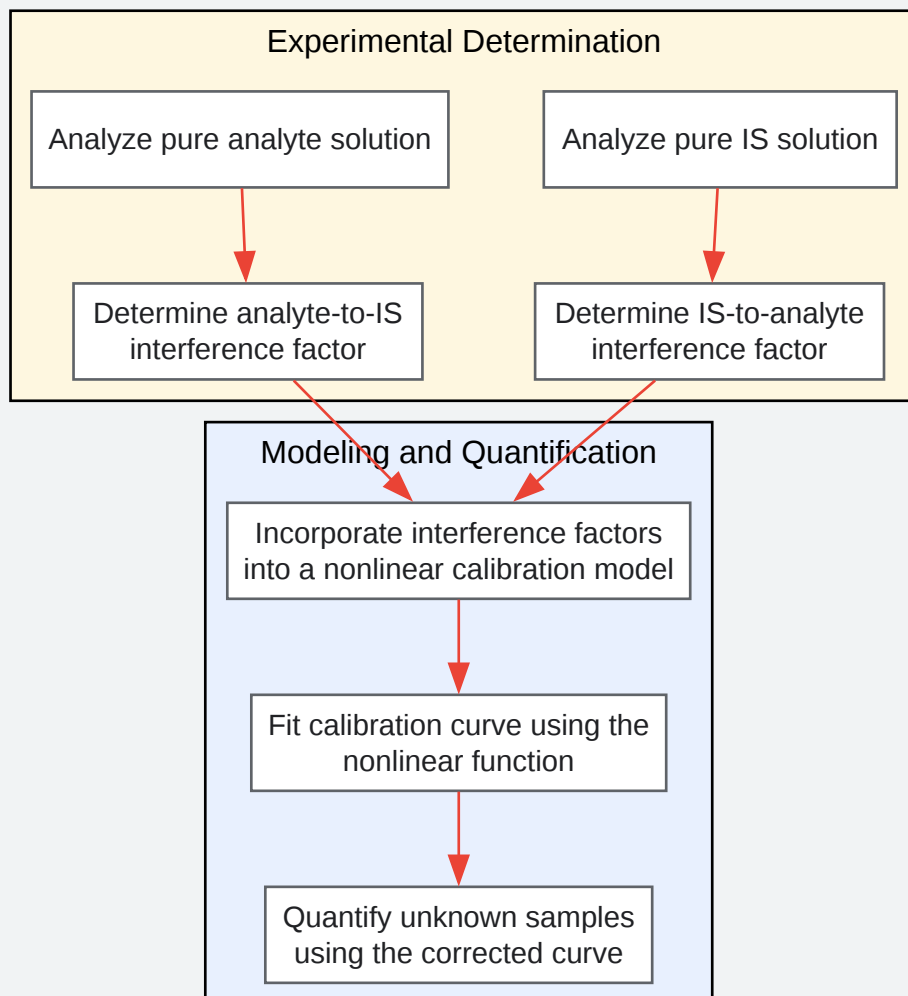 Experimental Determination
Analyze pure analyte solution
Analyze pure IS solution
Determine analyte-to-IS
interference factor
Determine IS-to-analyte
interference factor
Modeling and Quantification
Incorporate interference factors
into a nonlinear calibration model
Fit calibration curve using the
nonlinear function
Quantify unknown samples
using the corrected curve